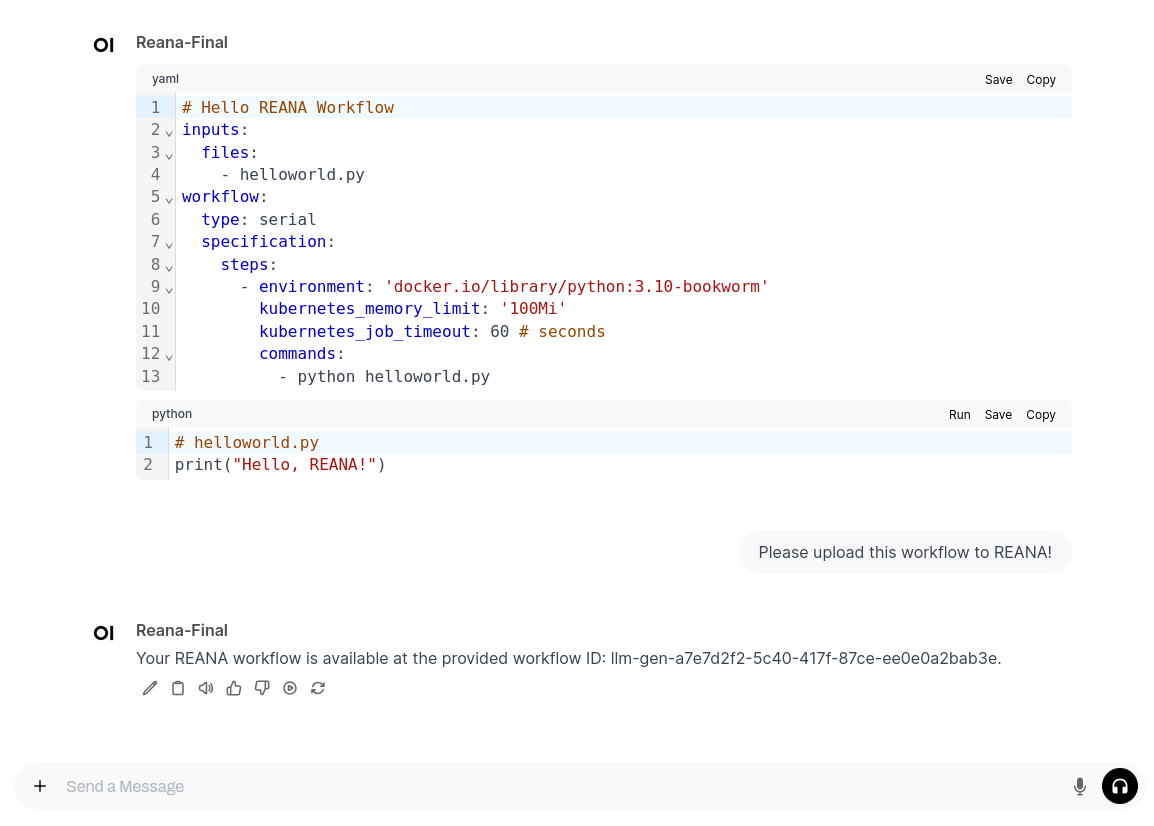 OI Reana-Final
yaml Save Copy
1 # Hello REANA Workflow
2 inputs:
3   files:
4     - helloworld.py
5 workflow:
6   type: serial
7   specification:
8     steps:
9       - environment: 'docker.io/library/python:3.10-bookworm'
10         kubernetes_memory_limit: '100Mi'
11         kubernetes_job_timeout: 60 # seconds
12         commands:
13           - python helloworld.py
python Run Save Copy
1 # helloworld.py
2 print("Hello, REANA!")
Please upload this workflow to REANA!
OI Reana-Final
Your REANA workflow is available at the provided workflow ID: llm-gen-a7e7d2f2-5c40-417f-87ce-ee0e0a2bab3e.
Send a Message